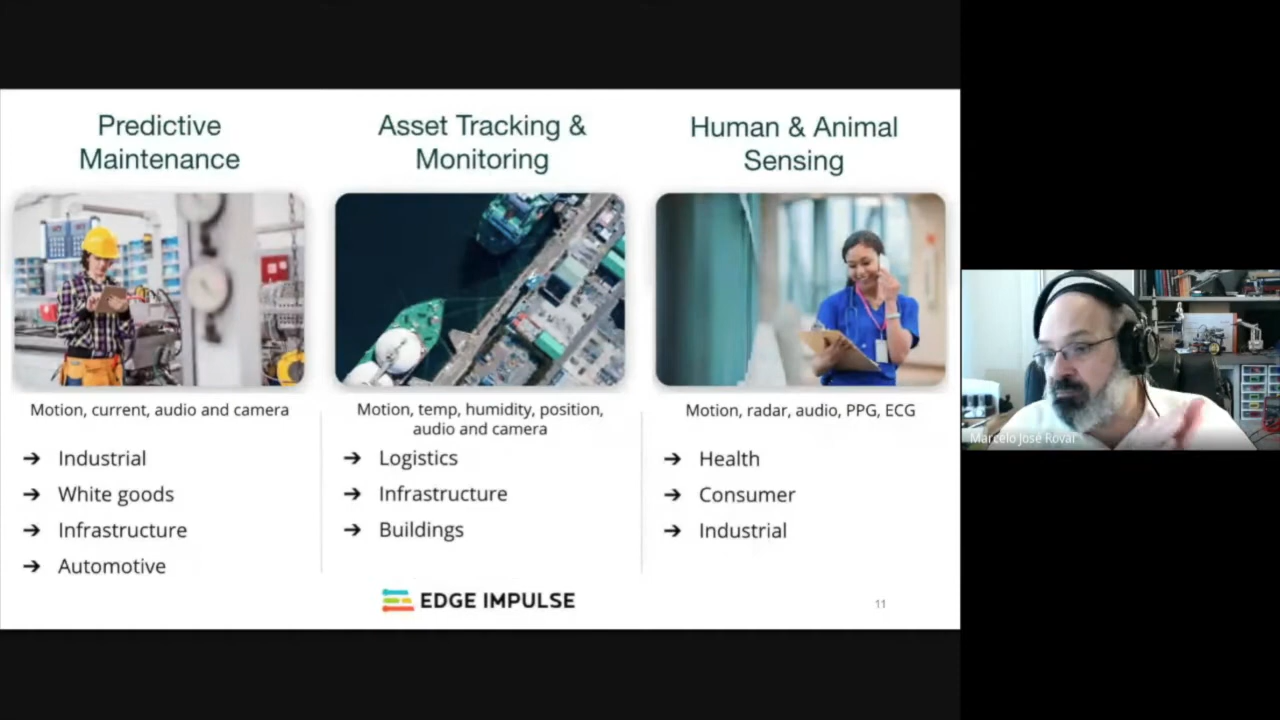 Predictive
Maintenance
Motion, current, audio and camera
➔ Industrial
➔ White goods
➔ Infrastructure
➔ Automotive
Asset Tracking &
Monitoring
Motion, temp, humidity, position,
audio and camera
➔ Logistics
➔ Infrastructure
➔ Buildings
Human & Animal
Sensing
Motion, radar, audio, PPG, ECG
➔ Health
➔ Consumer
➔ Industrial
EDGE IMPULSE
11
Marcelo José Rovai